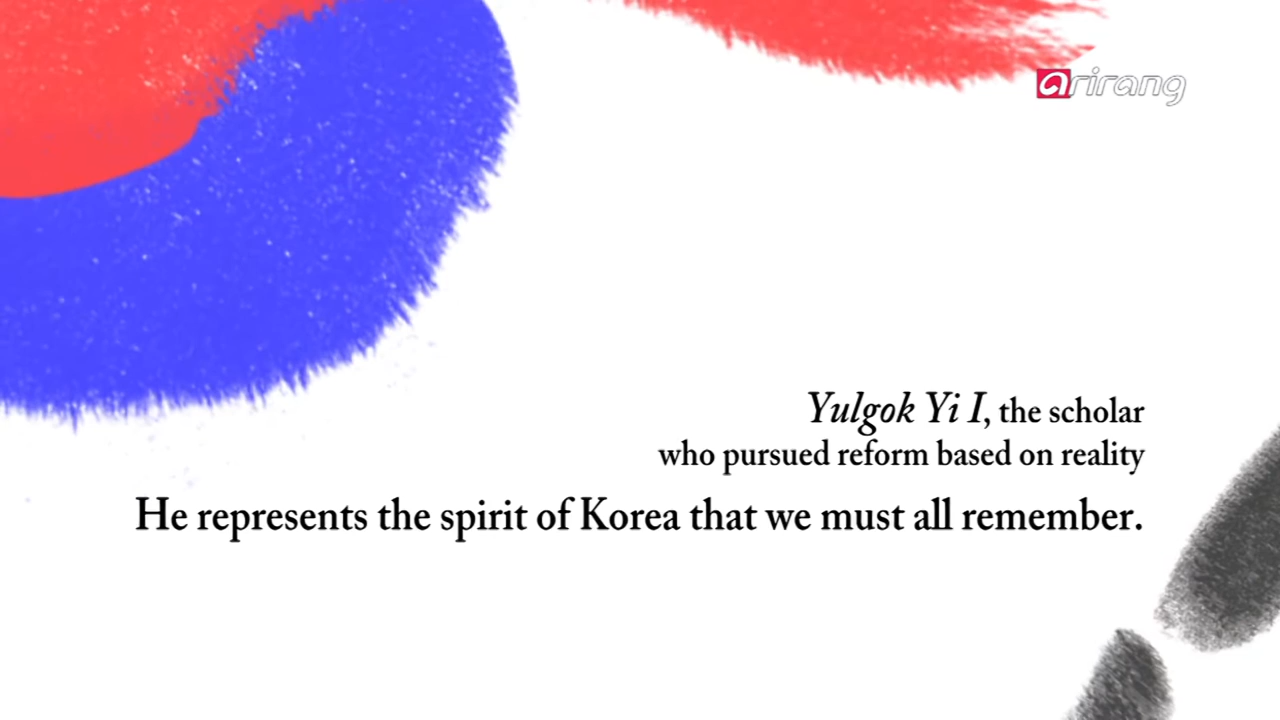 arirang
Yulgok Yi I, the scholar
who pursued reform based on reality
He represents the spirit of Korea that we must all remember.